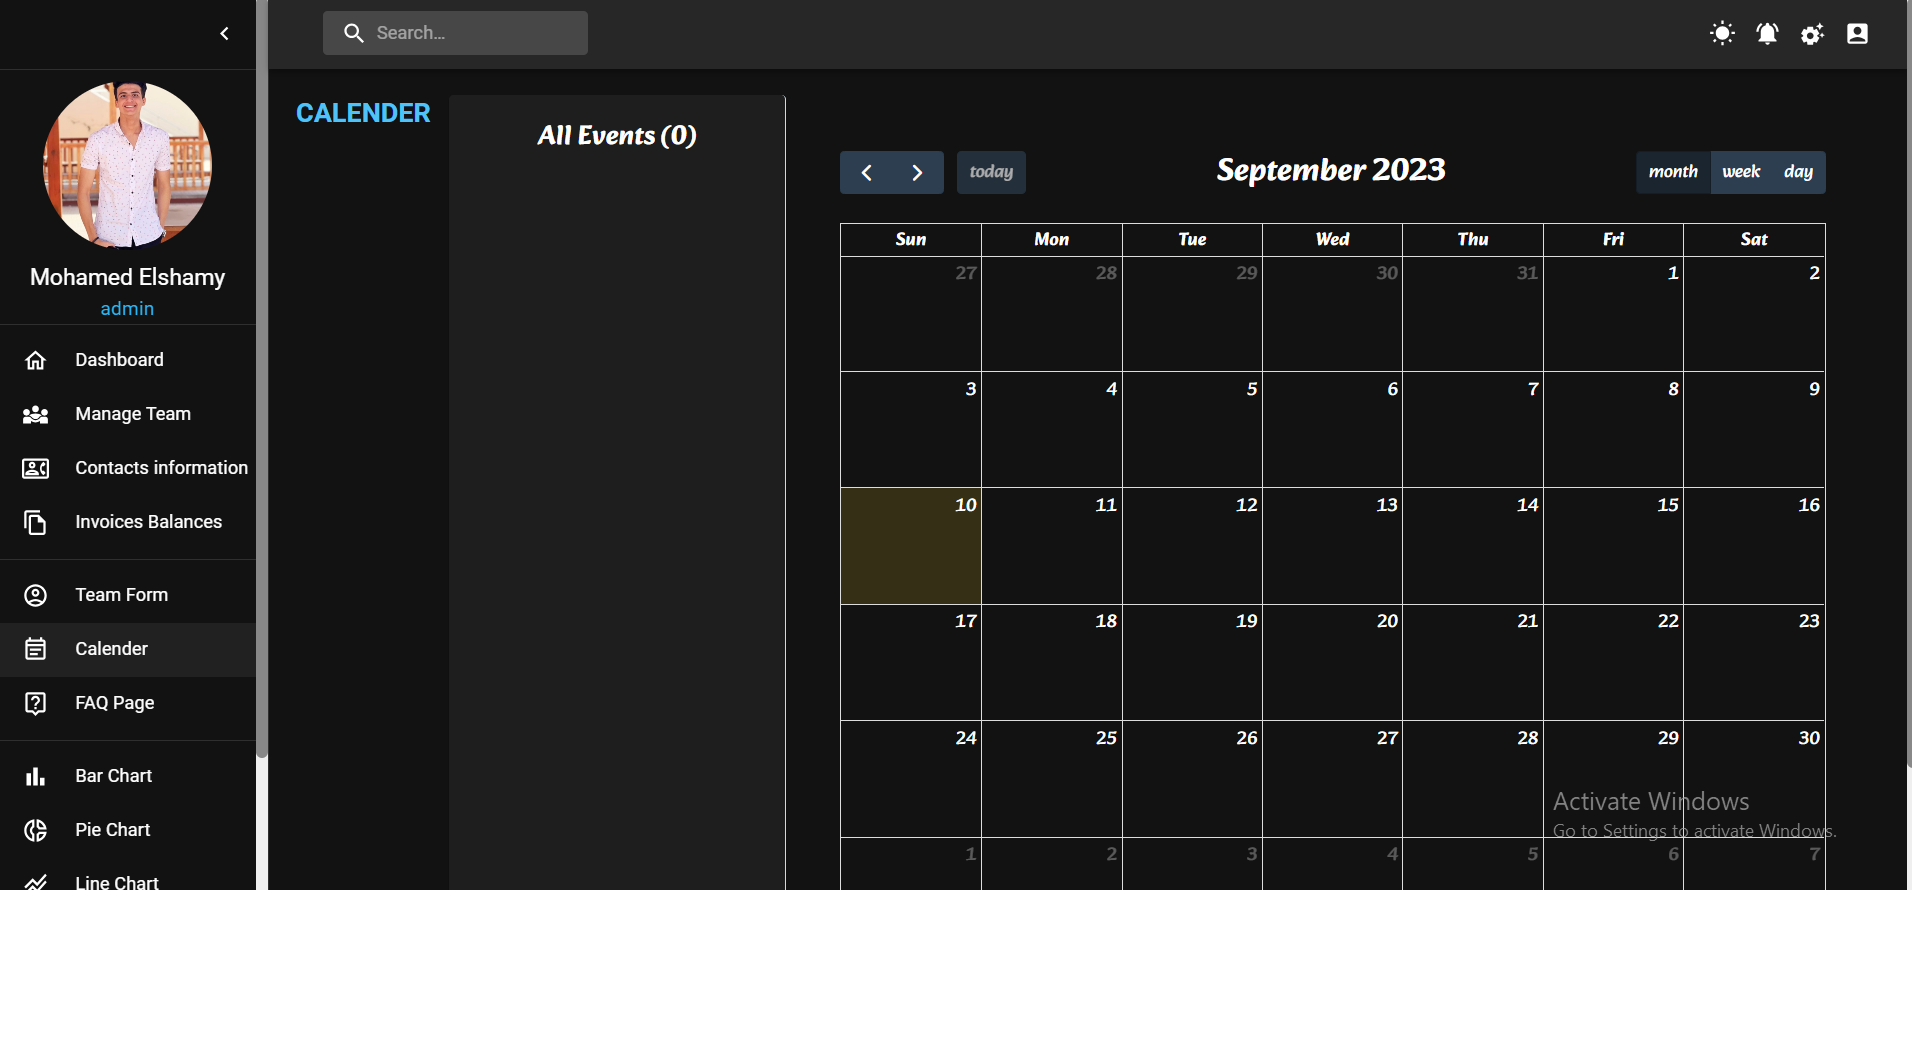 Search...
Mohamed Elshamy
admin
Dashboard
Manage Team
Contacts information
Invoices Balances
Team Form
Calender
FAQ Page
Bar Chart
Pie Chart
Line Chart
CALENDER
All Events (0)
today
September 2023
month week day
Sun Mon Tue Wed Thu Fri Sat
27 28 29 30 31 1 2
3 4 5 6 7 8 9
10 11 12 13 14 15 16
17 18 19 20 21 22 23
24 25 26 27 28 29 30
1 2 3 4 5 6 7
Activate Windows
Go to Settings to activate Windows.